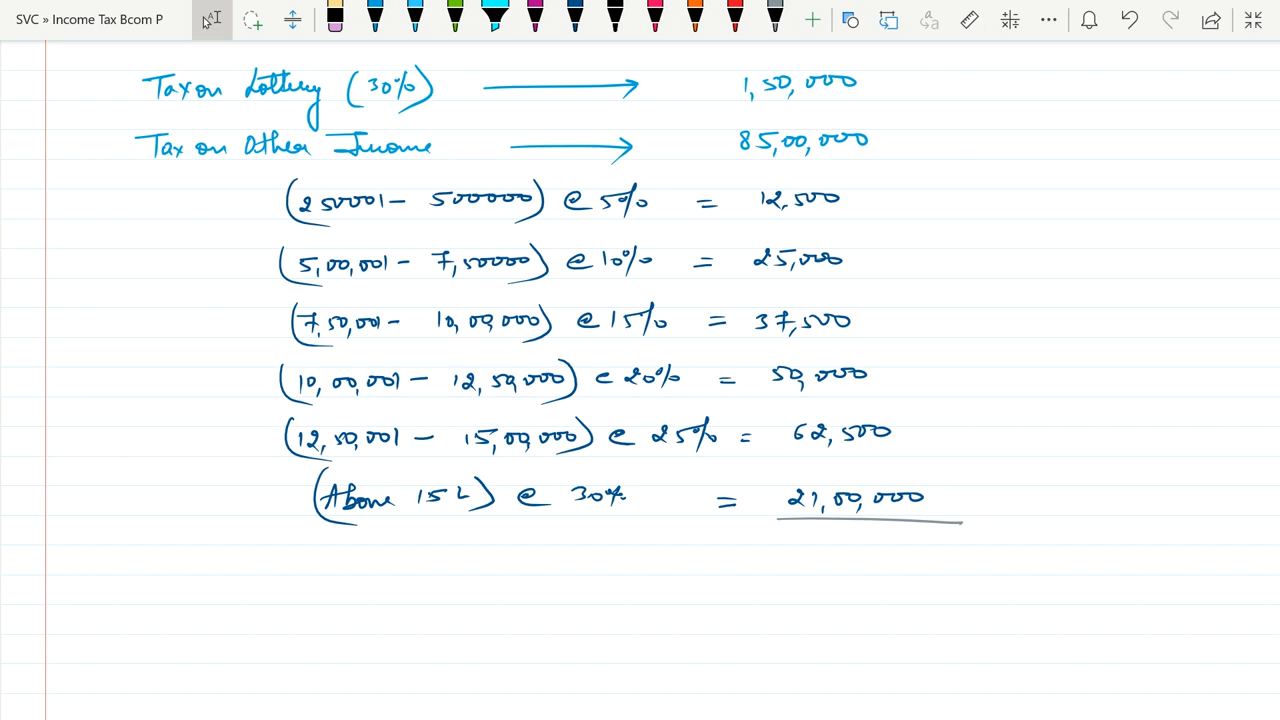 SVC » Income Tax Bcom P
Tax on Lottery (30%) → 1,50,000
Tax on Other Income → 85,00,000
(250001 - 500000) @ 5% = 12,500
(5,00,001 - 7,50000) @ 10% = 25,000
(7,50,001 - 10,00,000) @ 15% = 37,500
(10,00,001 - 12,50,000) @ 20% = 50,000
(12,50,001 - 15,00,000) @ 25% = 62,500
(Above 15 L) @ 30% = 21,00,000